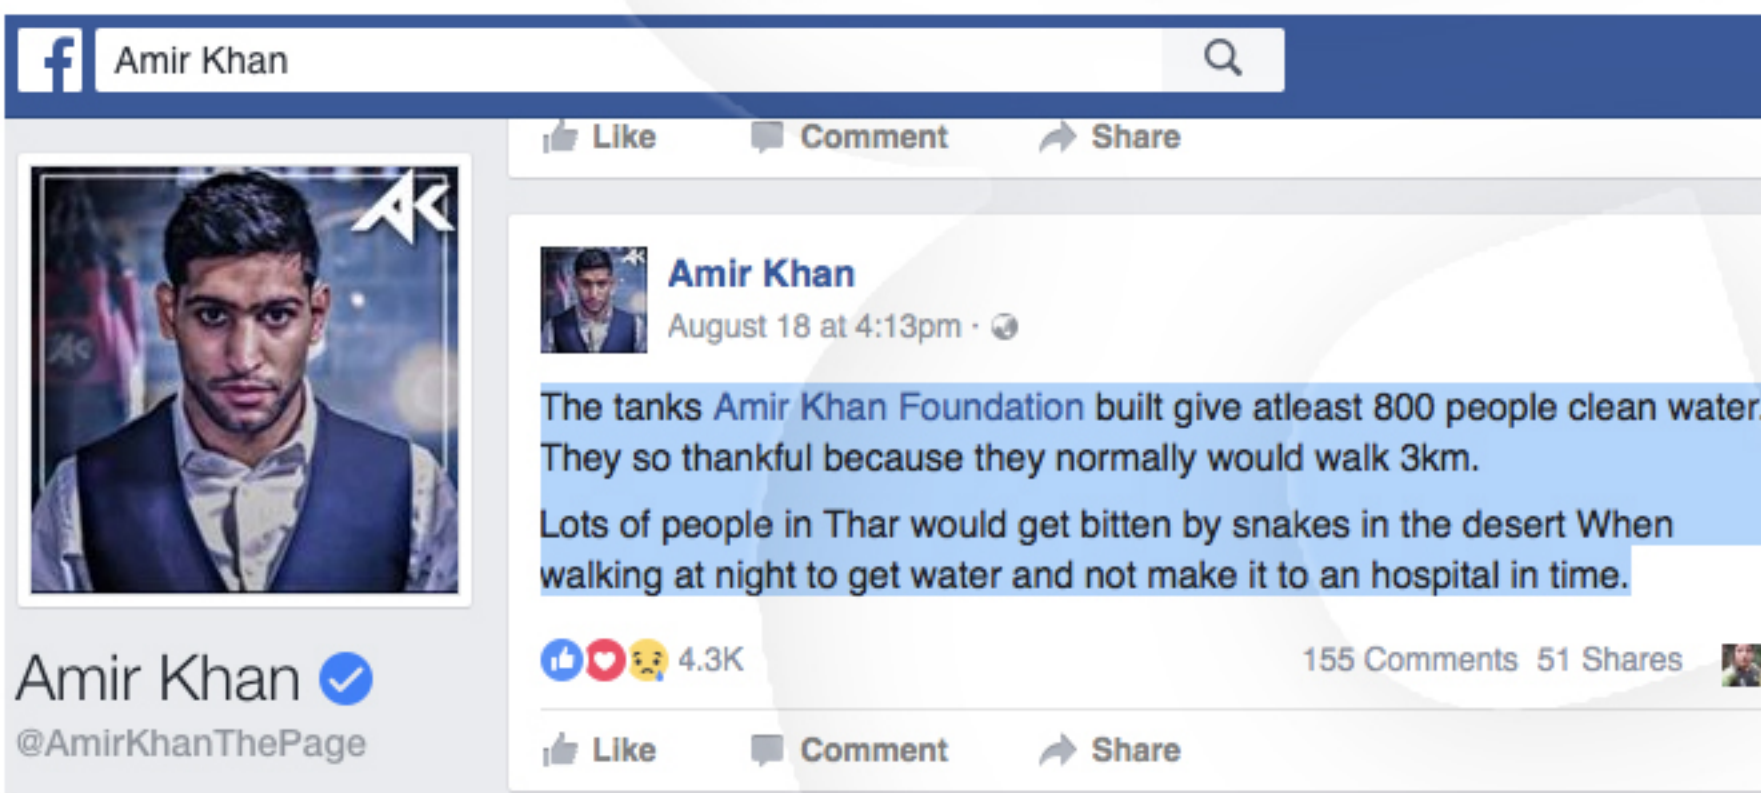 f
Amir Khan
Like Comment Share
AK
Amir Khan
August 18 at 4:13pm ·
The tanks Amir Khan Foundation built give atleast 800 people clean water.
They so thankful because they normally would walk 3km.
Lots of people in Thar would get bitten by snakes in the desert When
walking at night to get water and not make it to an hospital in time.
4.3K 155 Comments 51 Shares
Like Comment Share
Amir Khan
@AmirKhanThePage